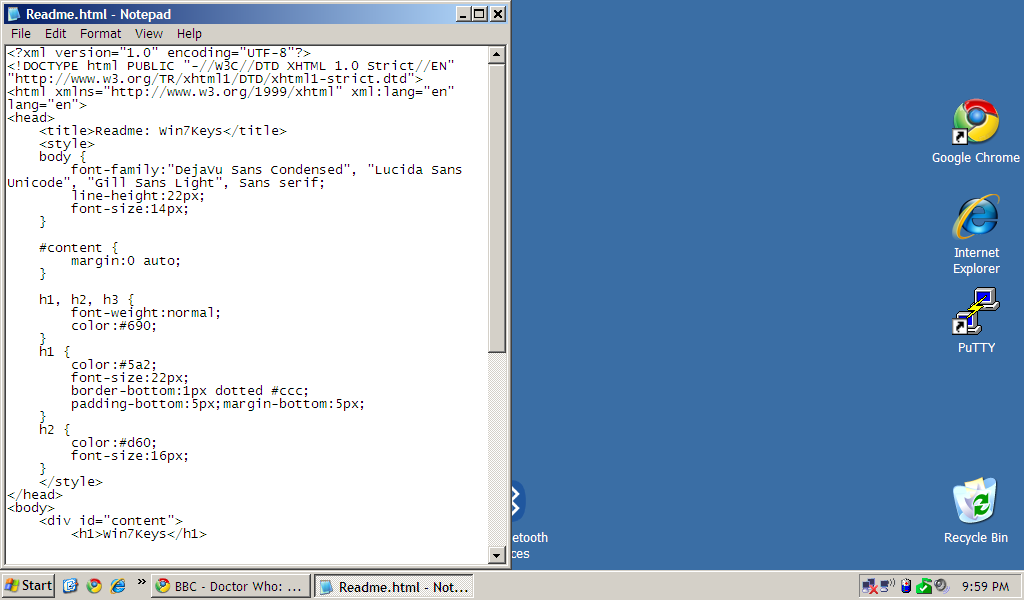 Readme.html - Notepad
File Edit Format View Help
<?xml version="1.0" encoding="UTF-8"?>
<!DOCTYPE html PUBLIC "-//W3C//DTD XHTML 1.0 Strict//EN"
"http://www.w3.org/TR/xhtml1/DTD/xhtml1-strict.dtd">
<html xmlns="http://www.w3.org/1999/xhtml" xml:lang="en"
lang="en">
<head>
    <title>Readme: Win7Keys</title>
    <style>
    body {
        font-family:"DejaVu Sans Condensed", "Lucida Sans
Unicode", "Gill Sans Light", Sans serif;
        line-height:22px;
        font-size:14px;
    }
    #content {
        margin:0 auto;
    }
    h1, h2, h3 {
        font-weight:normal;
        color:#690;
    }
    h1 {
        color:#5a2;
        font-size:22px;
        border-bottom:1px dotted #ccc;
        padding-bottom:5px;margin-bottom:5px;
    }
    h2 {
        color:#d60;
        font-size:16px;
    }
    </style>
</head>
<body>
    <div id="content">
        <h1>Win7Keys</h1>
Google Chrome
Internet
Explorer
PuTTY
etooth
ces
Recycle Bin
Start
BBC - Doctor Who: ...
Readme.html - Not...
9:59 PM